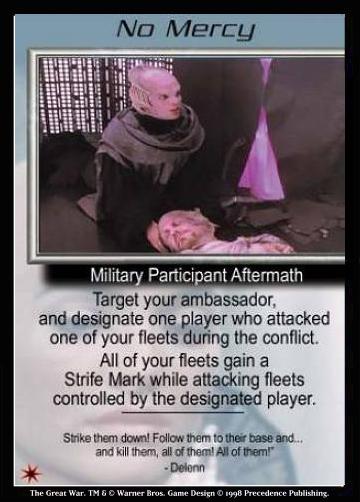 No Mercy
Military Participant Aftermath
Target your ambassador,
and designate one player who attacked
one of your fleets during the conflict.
All of your fleets gain a
Strife Mark while attacking fleets
controlled by the designated player.
Strike them down! Follow them to their base and...
and kill them, all of them! All of them!"
- Delenn
The Great War. TM & © Warner Bros. Game Design © 1998 Precedence Publishing.